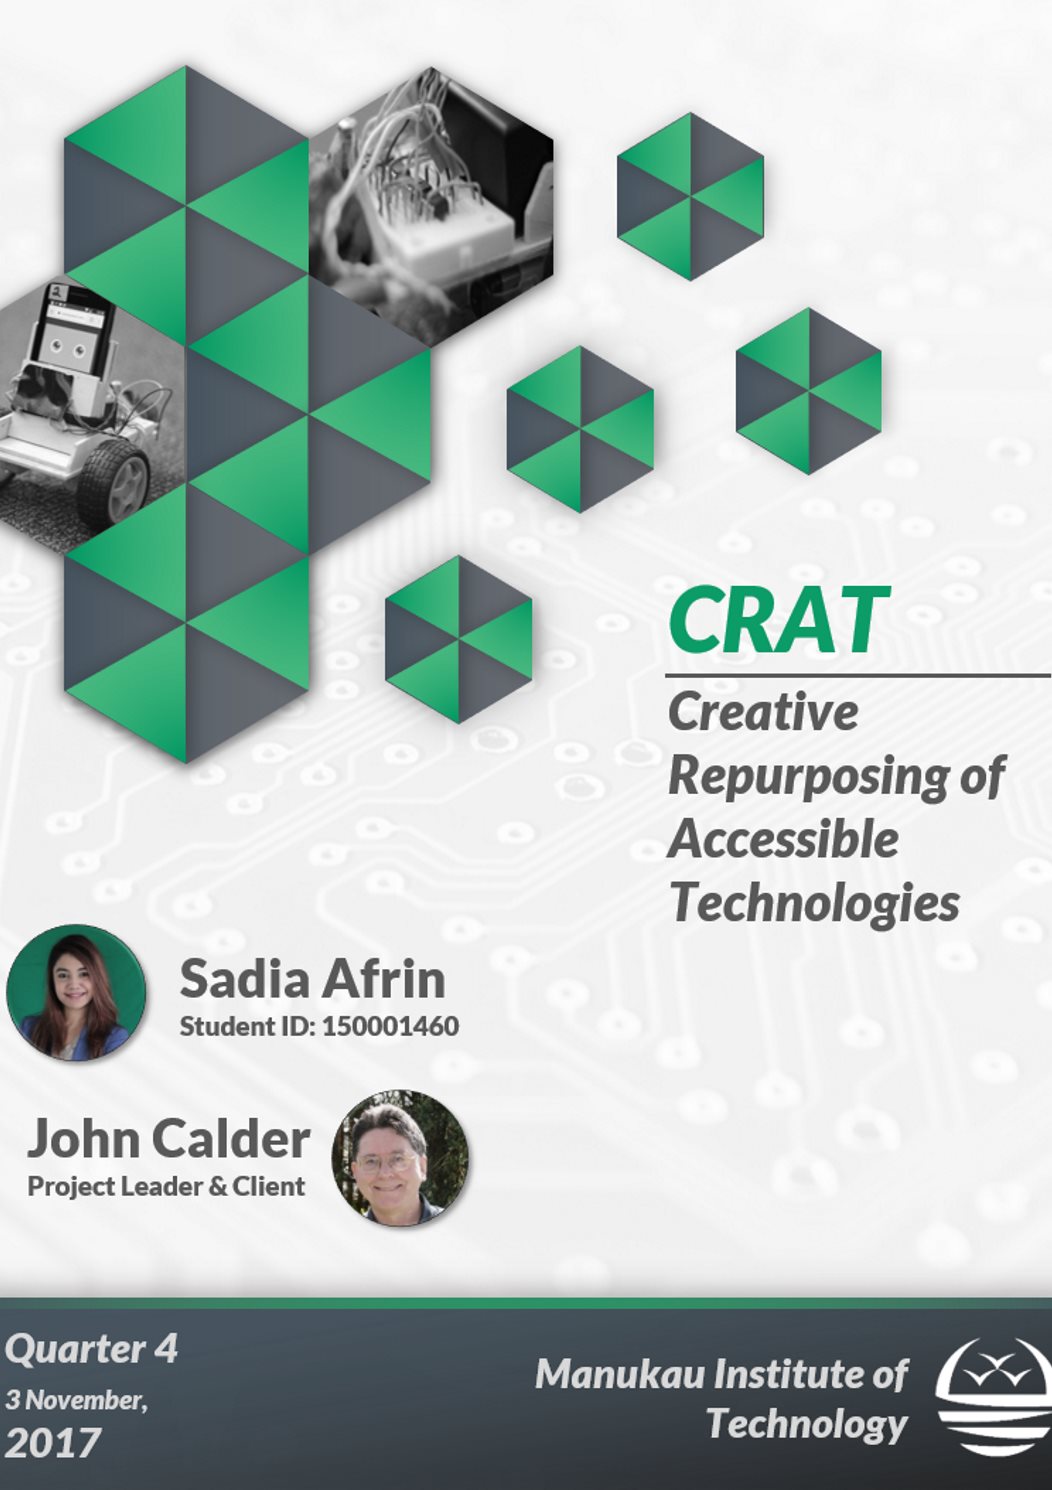 CRAT
Creative
Repurposing of
Accessible
Technologies
Sadia Afrin
Student ID: 150001460
John Calder
Project Leader & Client
Quarter 4
3 November,
2017
Manukau Institute of
Technology